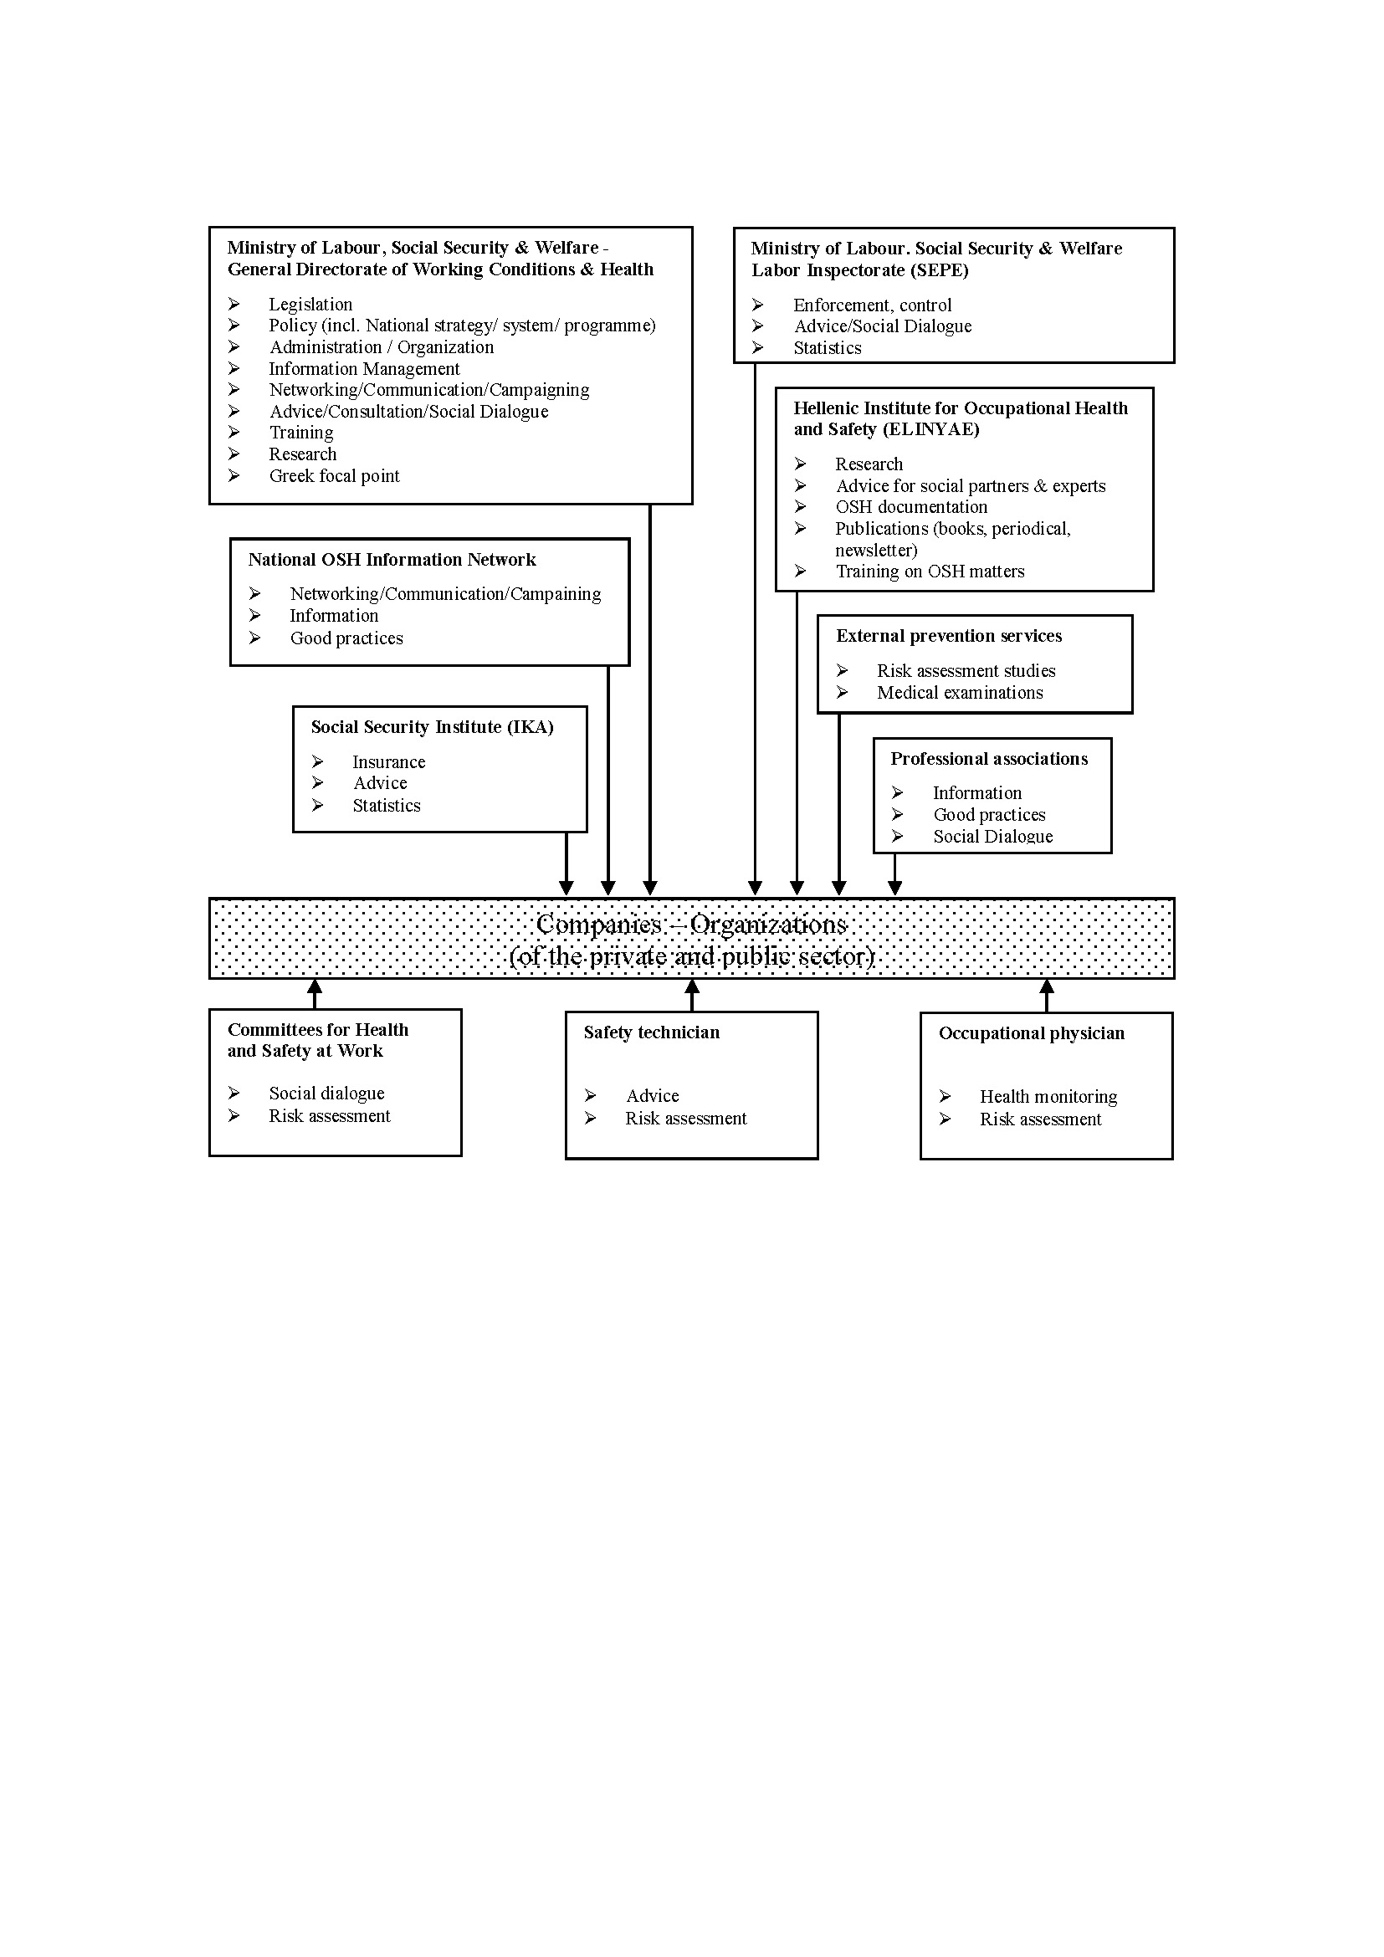 Ministry of Labour, Social Security & Welfare -
General Directorate of Working Conditions & Health
➢ Legislation
➢ Policy (incl. National strategy/ system/ programme)
➢ Administration / Organization
➢ Information Management
➢ Networking/Communication/Campaigning
➢ Advice/Consultation/Social Dialogue
➢ Training
➢ Research
➢ Greek focal point
Ministry of Labour. Social Security & Welfare
Labor Inspectorate (SEPE)
➢ Enforcement, control
➢ Advice/Social Dialogue
➢ Statistics
Hellenic Institute for Occupational Health
and Safety (ELINYAE)
➢ Research
➢ Advice for social partners & experts
➢ OSH documentation
➢ Publications (books, periodical,
newsletter)
➢ Training on OSH matters
National OSH Information Network
➢ Networking/Communication/Campaining
➢ Information
➢ Good practices
External prevention services
➢ Risk assessment studies
➢ Medical examinations
Social Security Institute (IKA)
➢ Insurance
➢ Advice
➢ Statistics
Professional associations
➢ Information
➢ Good practices
➢ Social Dialogue
Companies – Organizations
(of the private and public sector)
Committees for Health
and Safety at Work
➢ Social dialogue
➢ Risk assessment
Safety technician
➢ Advice
➢ Risk assessment
Occupational physician
➢ Health monitoring
➢ Risk assessment